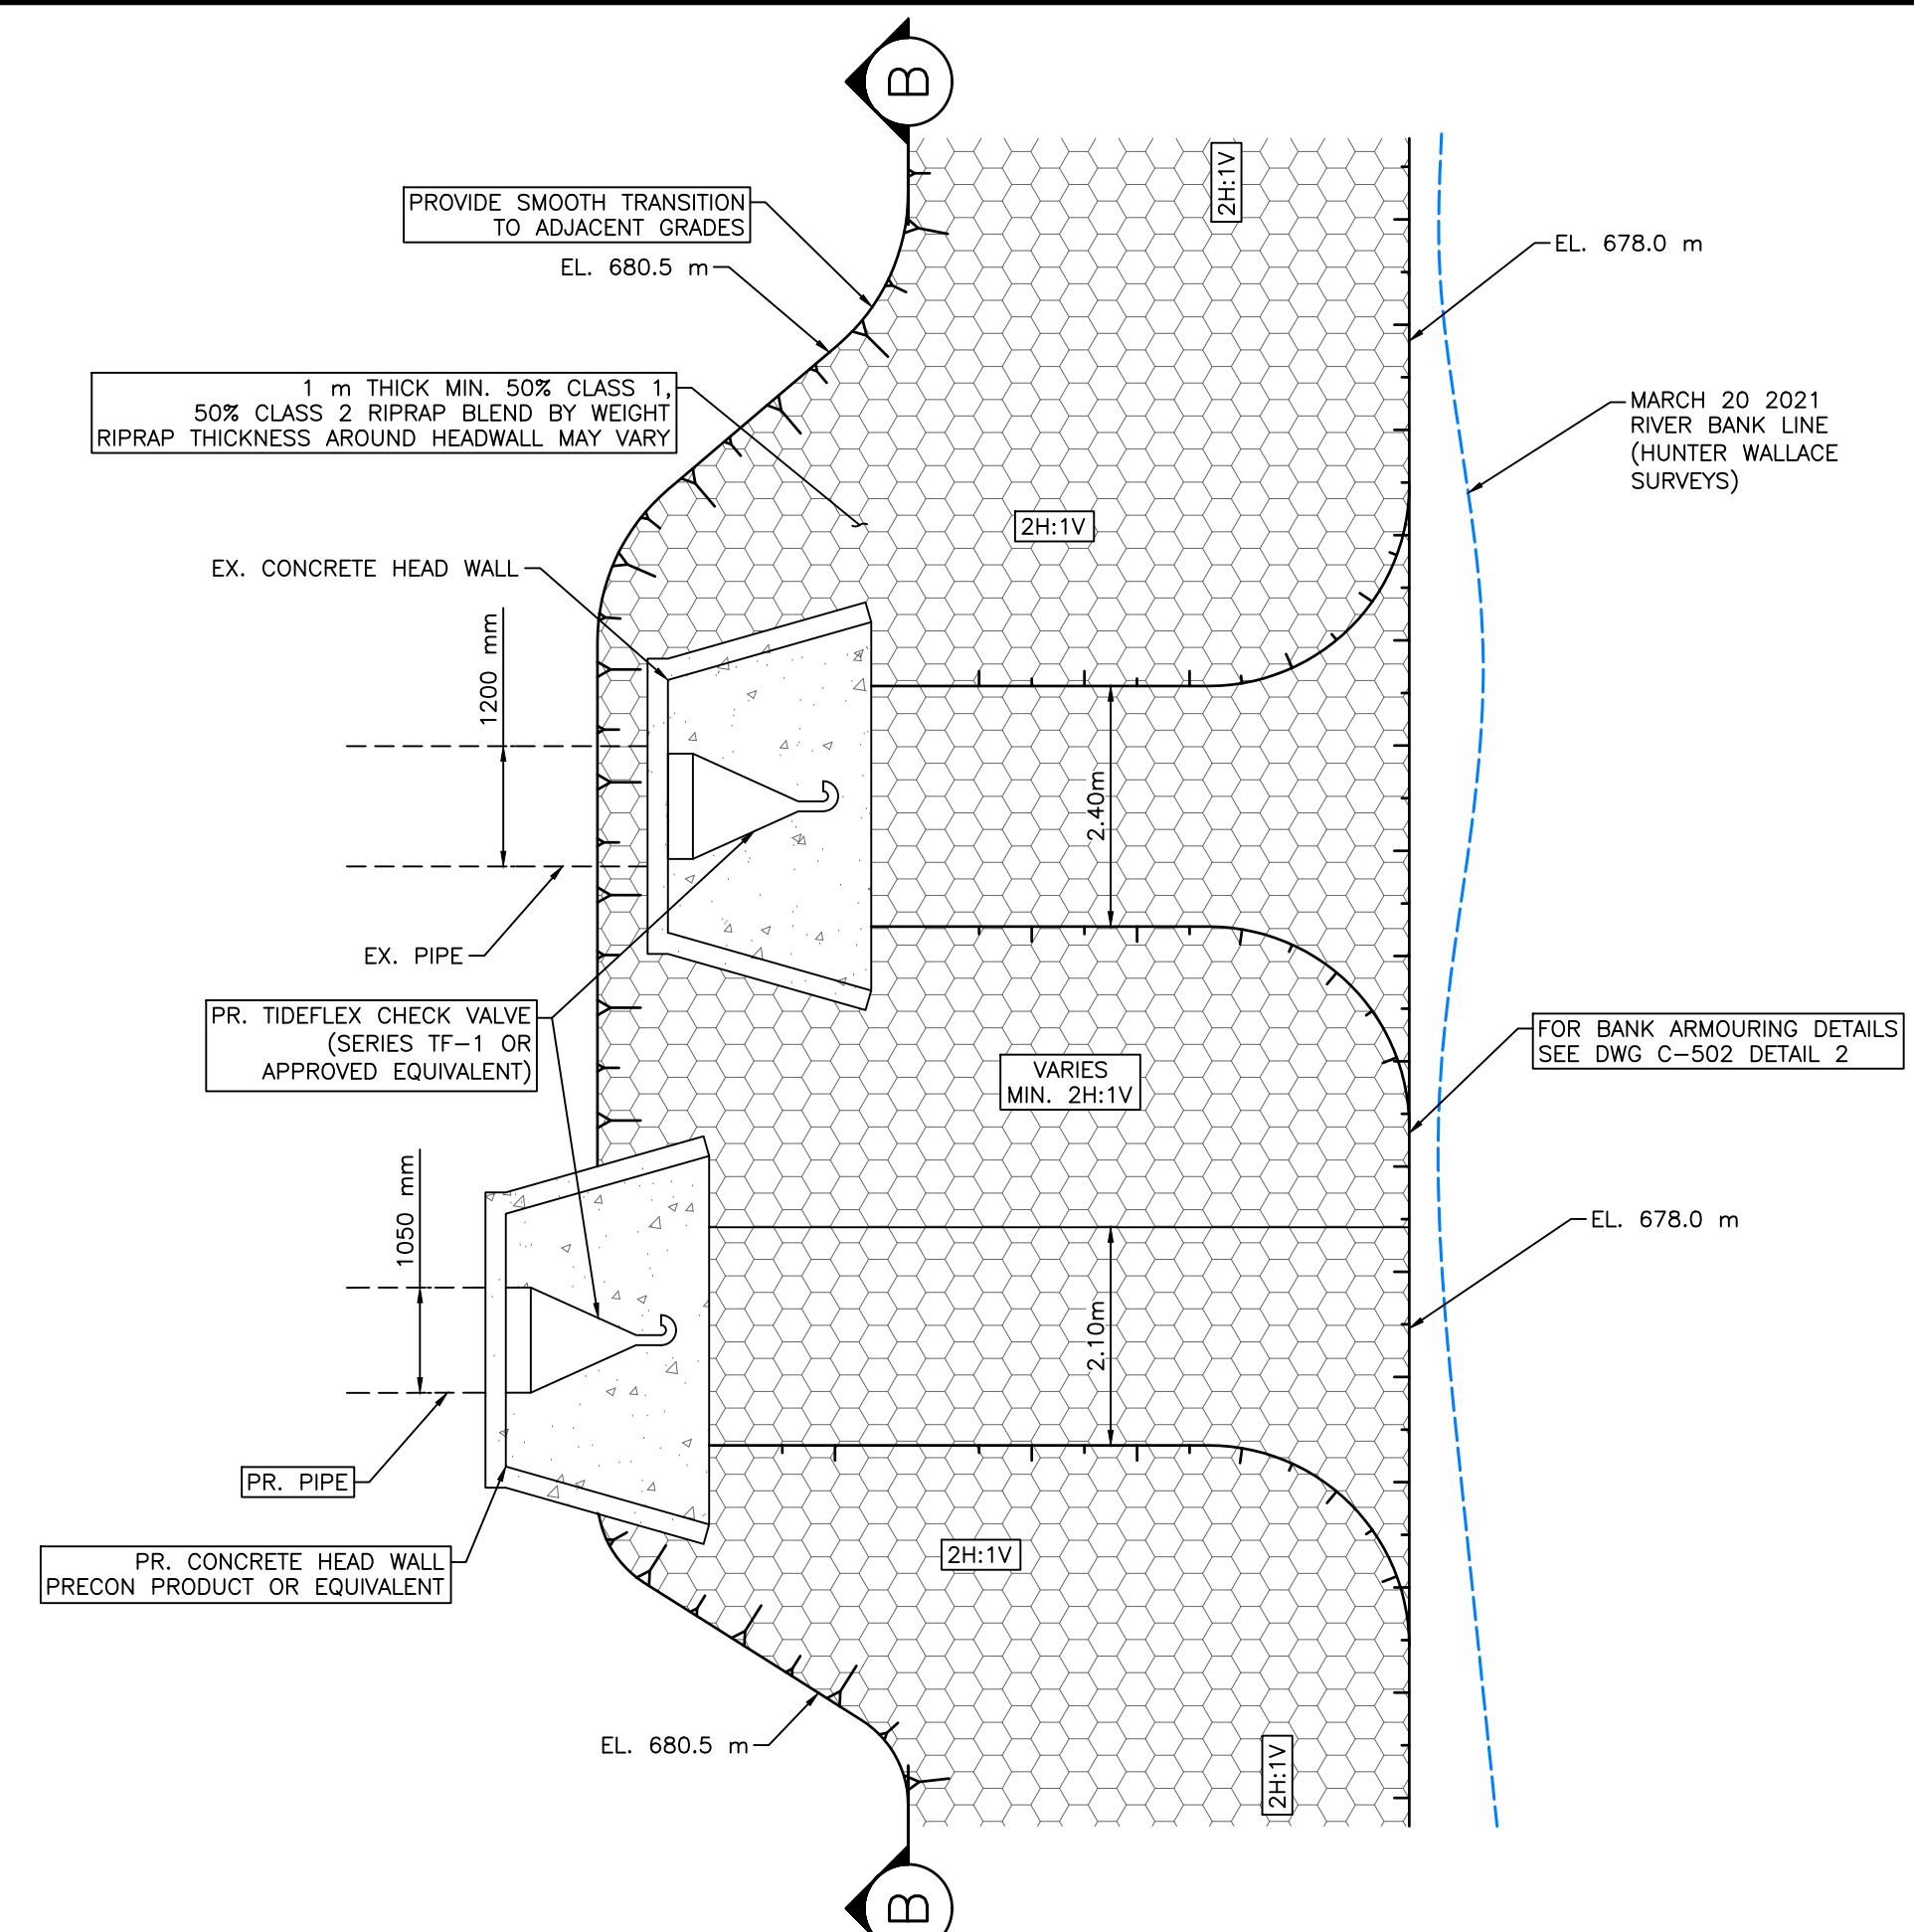 B
2H:1V
PROVIDE SMOOTH TRANSITION
TO ADJACENT GRADES
EL. 680.5 m
EL. 678.0 m
1 m THICK MIN. 50% CLASS 1,
50% CLASS 2 RIPRAP BLEND BY WEIGHT
RIPRAP THICKNESS AROUND HEADWALL MAY VARY
MARCH 20 2021
RIVER BANK LINE
(HUNTER WALLACE
SURVEYS)
2H:1V
EX. CONCRETE HEAD WALL
1200 mm
2.40m
EX. PIPE
PR. TIDEFLEX CHECK VALVE
(SERIES TF-1 OR
APPROVED EQUIVALENT)
FOR BANK ARMOURING DETAILS
SEE DWG C-502 DETAIL 2
VARIES
MIN. 2H:1V
1050 mm
EL. 678.0 m
2.10m
PR. PIPE
PR. CONCRETE HEAD WALL
PRECON PRODUCT OR EQUIVALENT
2H:1V
EL. 680.5 m
2H:1V
B